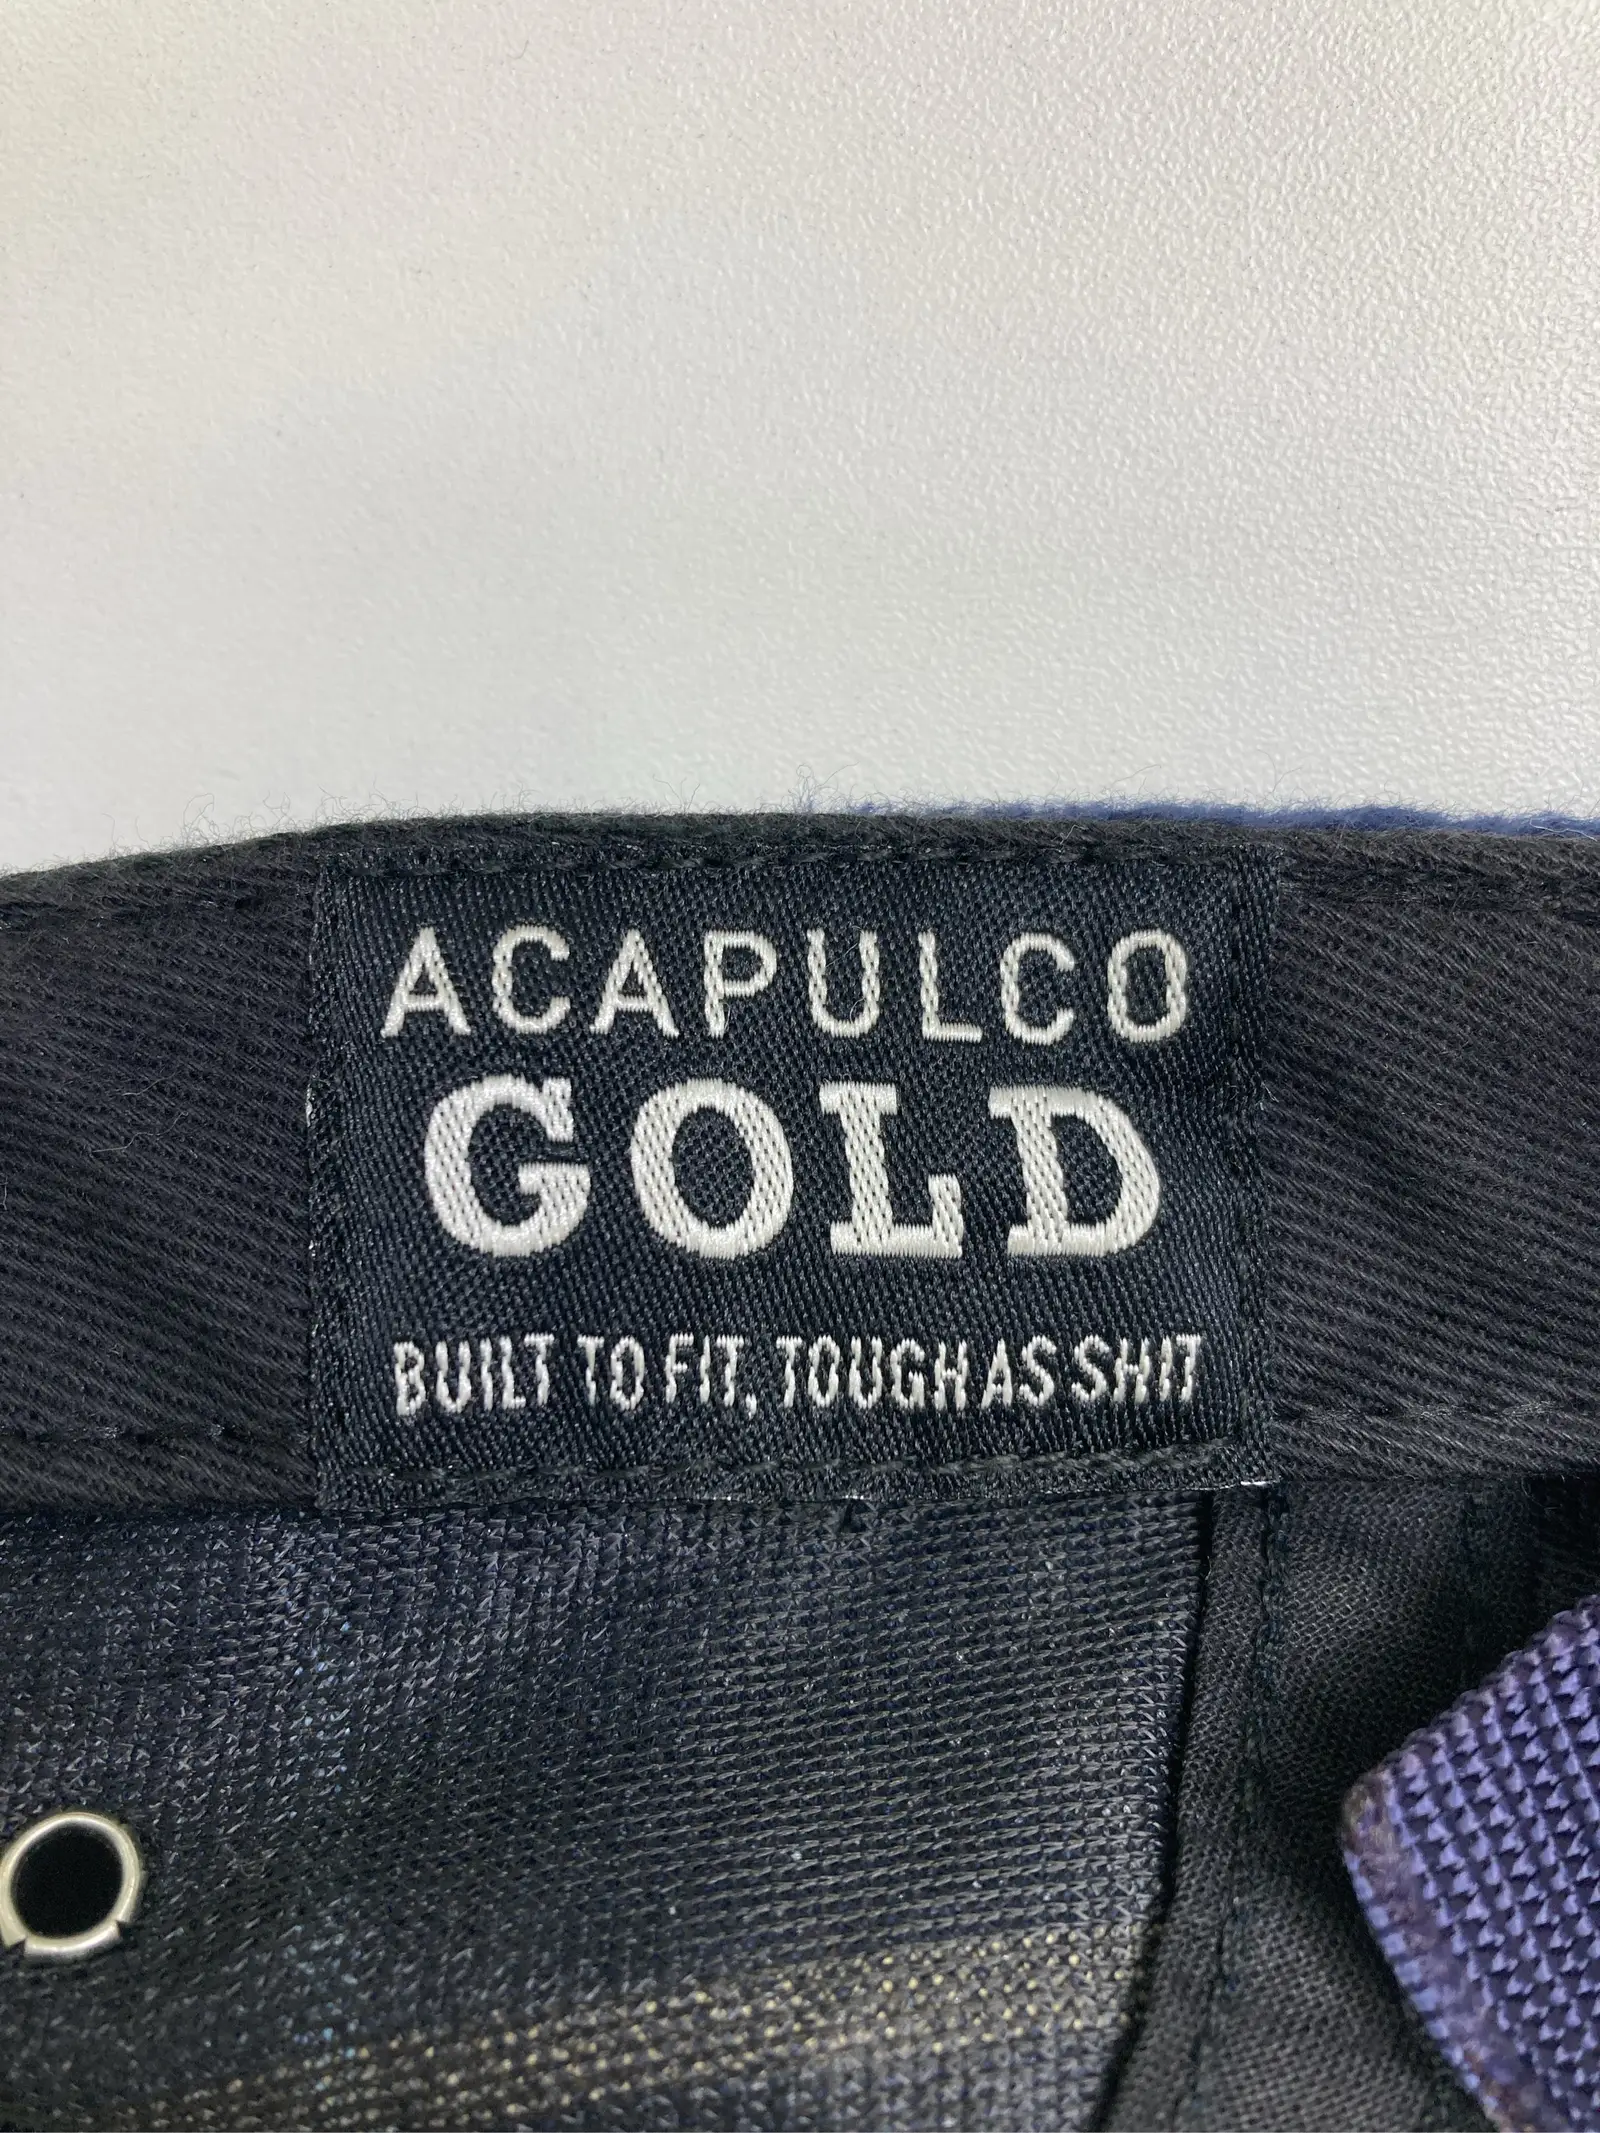 ACAPULCO
GOLD
BUILT TO FIT, TOUGH AS SHIT